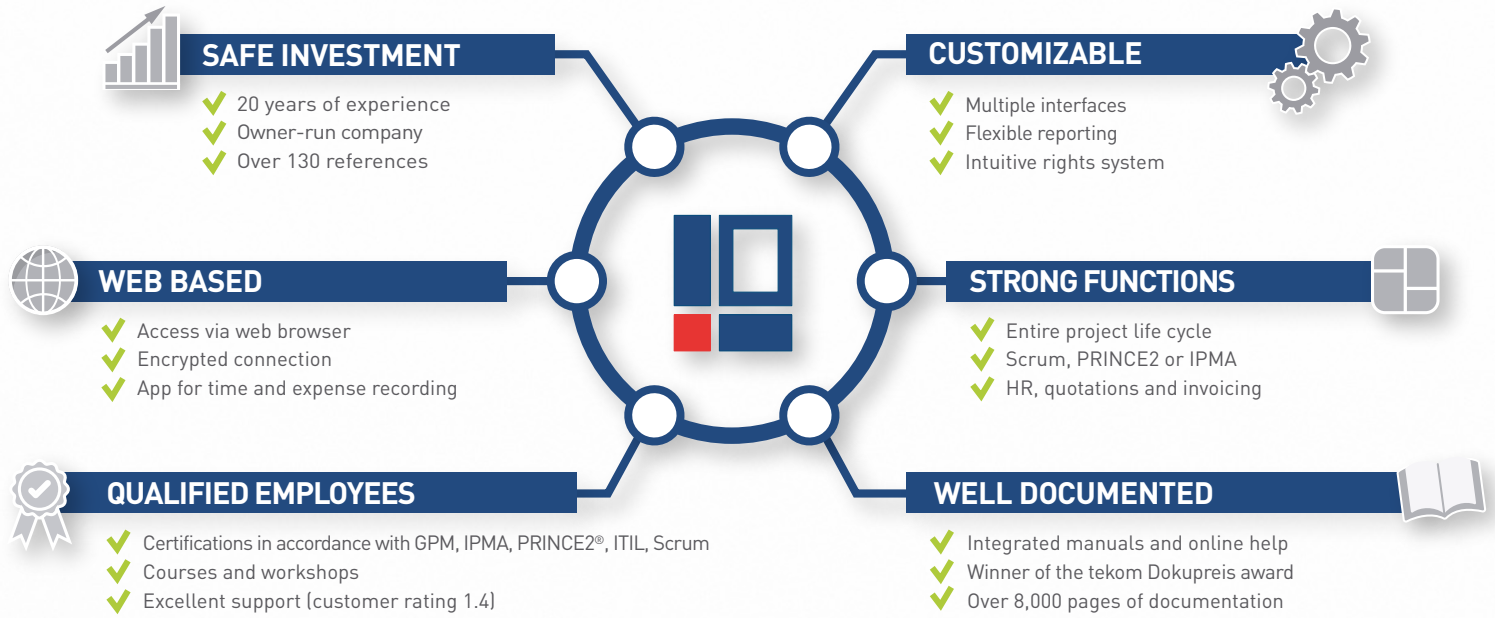 SAFE INVESTMENT
20 years of experience
Owner-run company
Over 130 references
CUSTOMIZABLE
Multiple interfaces
Flexible reporting
Intuitive rights system
WEB BASED
Access via web browser
Encrypted connection
App for time and expense recording
STRONG FUNCTIONS
Entire project life cycle
Scrum, PRINCE2 or IPMA
HR, quotations and invoicing
QUALIFIED EMPLOYEES
Certifications in accordance with GPM, IPMA, PRINCE2®, ITIL, Scrum
Courses and workshops
Excellent support (customer rating 1.4)
WELL DOCUMENTED
Integrated manuals and online help
Winner of the tekom Dokupreis award
Over 8,000 pages of documentation